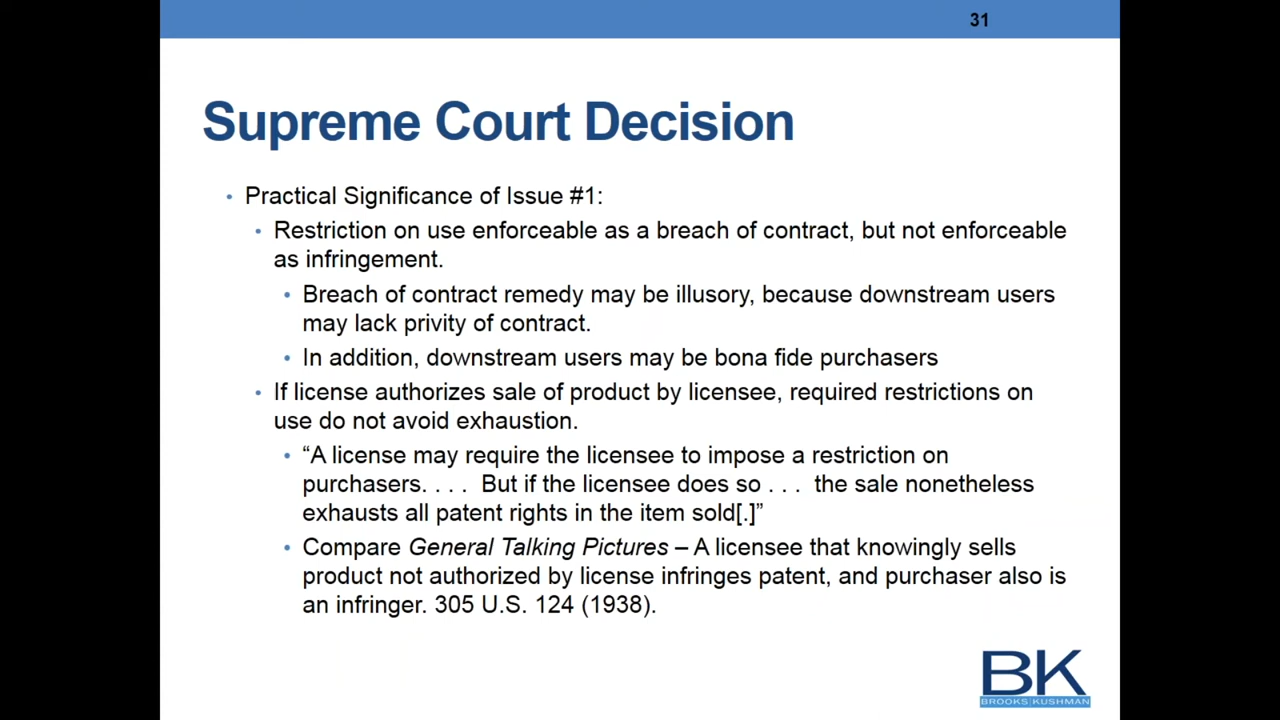 31
Supreme Court Decision
• Practical Significance of Issue #1:
• Restriction on use enforceable as a breach of contract, but not enforceable
as infringement.
• Breach of contract remedy may be illusory, because downstream users
may lack privity of contract.
• In addition, downstream users may be bona fide purchasers
• If license authorizes sale of product by licensee, required restrictions on
use do not avoid exhaustion.
• “A license may require the licensee to impose a restriction on
purchasers. . . .  But if the licensee does so . . .  the sale nonetheless
exhausts all patent rights in the item sold[.]”
• Compare General Talking Pictures – A licensee that knowingly sells
product not authorized by license infringes patent, and purchaser also is
an infringer. 305 U.S. 124 (1938).
BK
BROOKS KUSHMAN